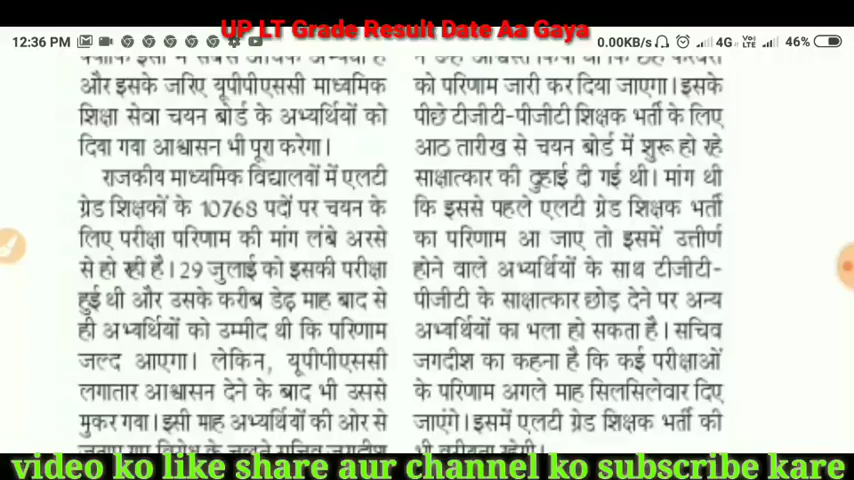 UP LT Grade Result Date Aa Gaya
12:36 PM
0.00KB/s
4G
VoLTE
46%
और इसके जरिए यूपीपीएससी माध्यमिक
शिक्षा सेवा चयन बोर्ड के अभ्यर्थियों को
दिया गया आश्वासन भी पूरा करेगा।
राजकीय माध्यमिक विद्यालयों में एलटी
ग्रेड शिक्षकों के 10768 पदों पर चयन के
लिए परीक्षा परिणाम की मांग लंबे अरसे
से हो रही है। 29 जुलाई को इसकी परीक्षा
हुई थी और उसके करीब डेढ़ माह बाद से
ही अभ्यर्थियों को उम्मीद थी कि परिणाम
जल्द आएगा। लेकिन, यूपीपीएससी
लगातार आश्वासन देने के बाद भी उससे
मुकर गया। इसी माह अभ्यर्थियों की ओर से
को परिणाम जारी कर दिया जाएगा। इसके
पीछे टीजीटी-पीजीटी शिक्षक भर्ती के लिए
आठ तारीख से चयन बोर्ड में शुरू हो रहे
साक्षात्कार की दुहाई दी गई थी। मांग थी
कि इससे पहले एलटी ग्रेड शिक्षक भर्ती
का परिणाम आ जाए तो इसमें उत्तीर्ण
होने वाले अभ्यर्थियों के साथ टीजीटी-
पीजीटी के साक्षात्कार छोड़ देने पर अन्य
अभ्यर्थियों का भला हो सकता है। सचिव
जगदीश का कहना है कि कई परीक्षाओं
के परिणाम अगले माह सिलसिलेवार दिए
जाएंगे। इसमें एलटी ग्रेड शिक्षक भर्ती की
video ko like share aur channel ko subscribe kare